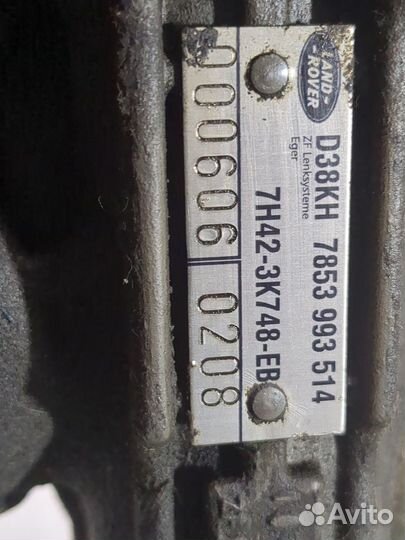 LAND-
ROVER
D38KH 7853 993 514
ZF Lenksysteme
Eger
7H42-3K748-EB
000606 0208
Avito